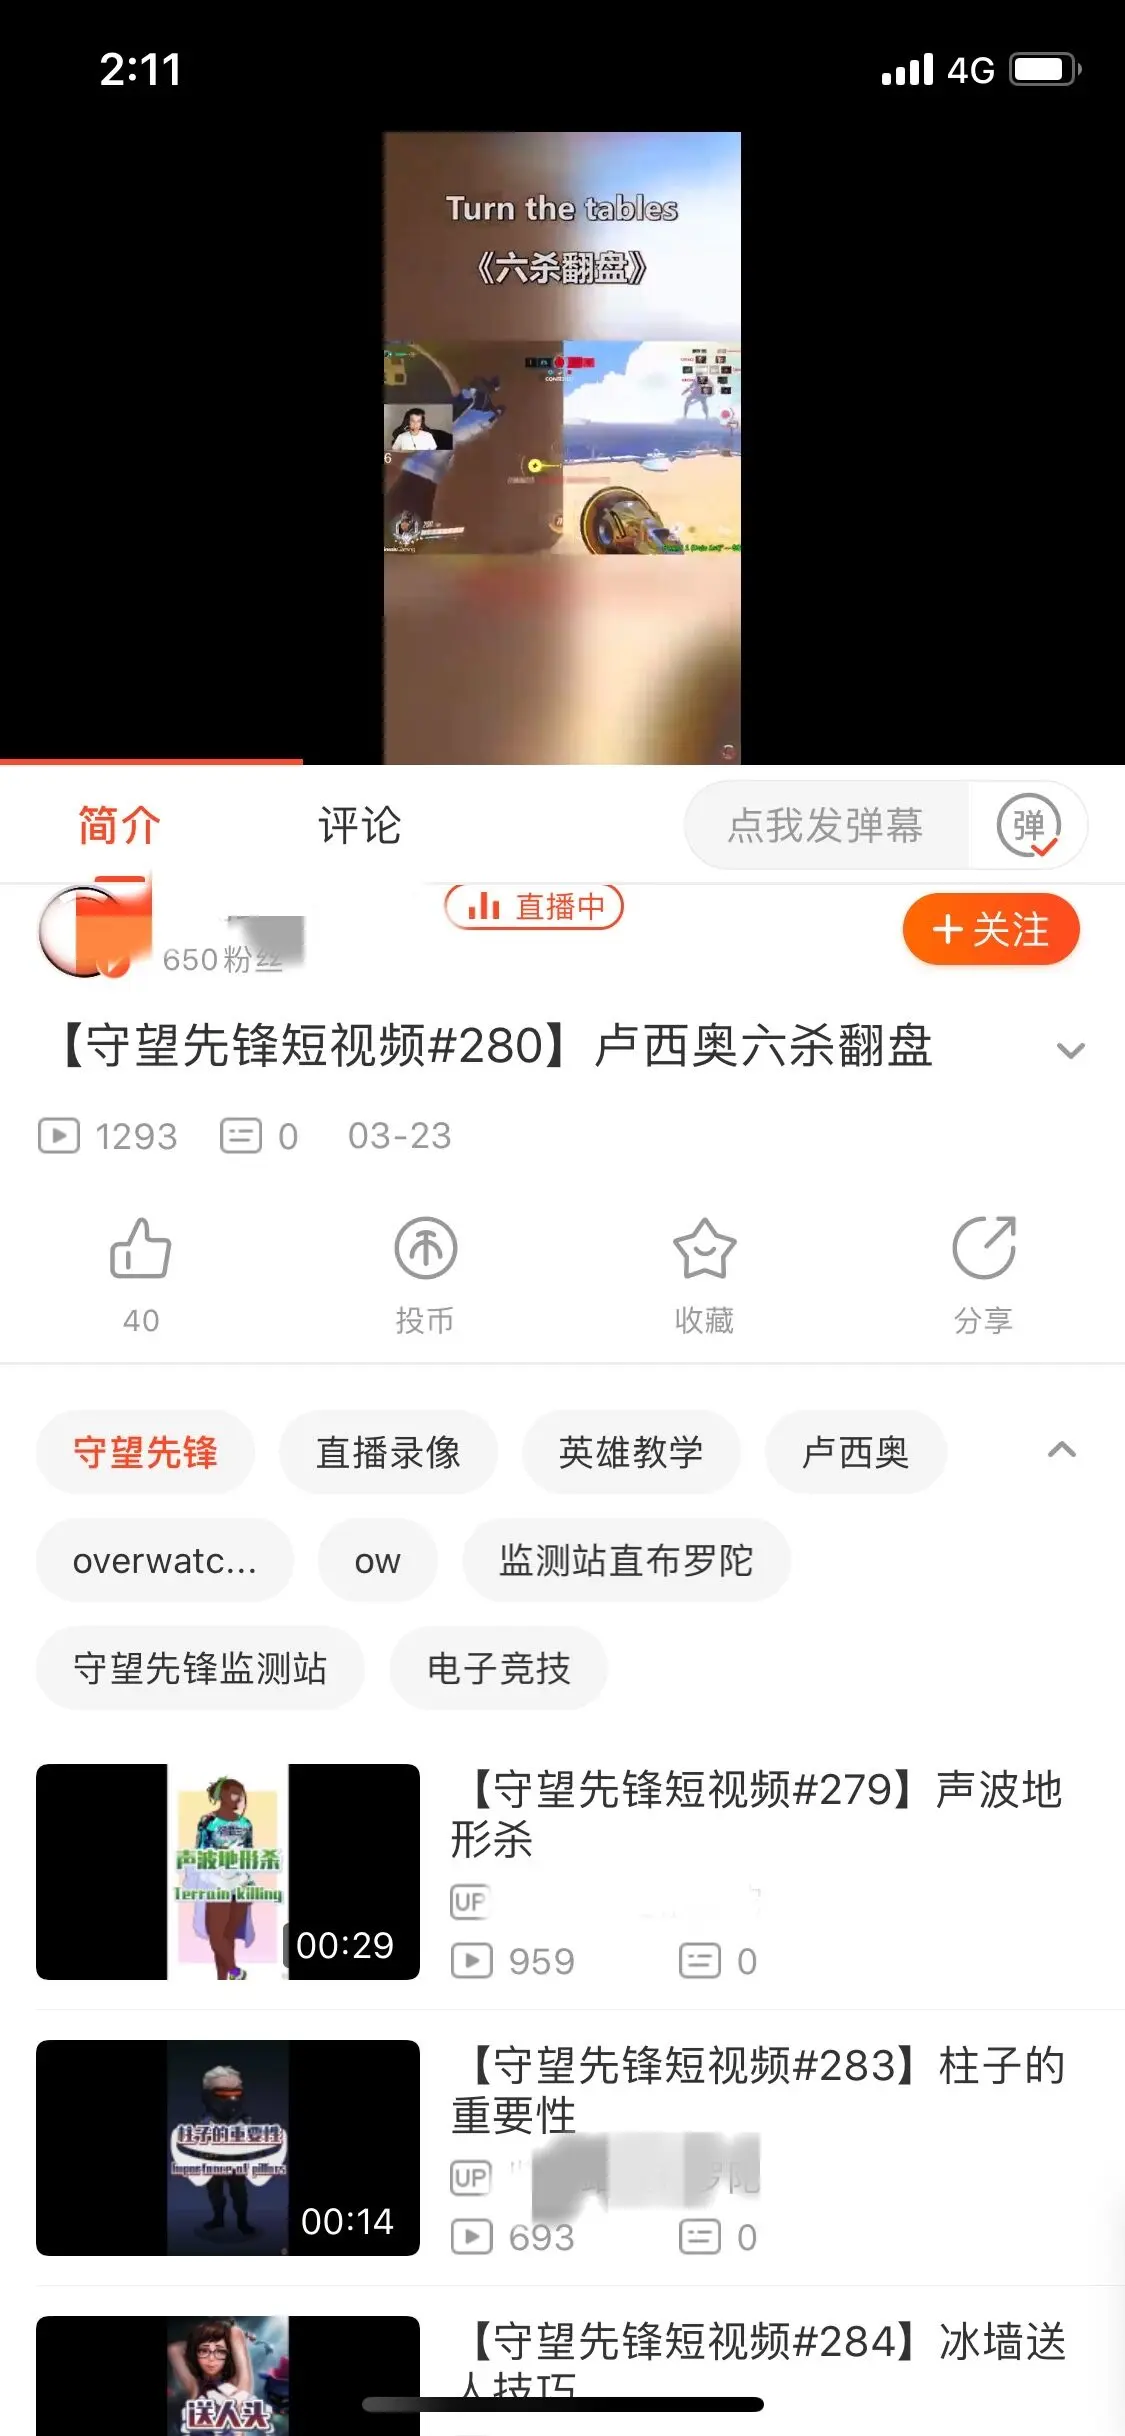 2:11
4G
Turn the tables
《六杀翻盘》
简介
评论
点我发弹幕
弹
650粉丝
直播中
+关注
【守望先锋短视频#280】卢西奥六杀翻盘
1293
0
03-23
40
投币
收藏
分享
守望先锋
直播录像
英雄教学
卢西奥
overwatc...
ow
监测站直布罗陀
守望先锋监测站
电子竞技
声波地形杀
Terrain killing
00:29
【守望先锋短视频#279】声波地
形杀
UP
959
0
柱子的重要性
Importance of pillars
00:14
【守望先锋短视频#283】柱子的
重要性
UP
693
0
送人头
【守望先锋短视频#284】冰墙送
人技巧